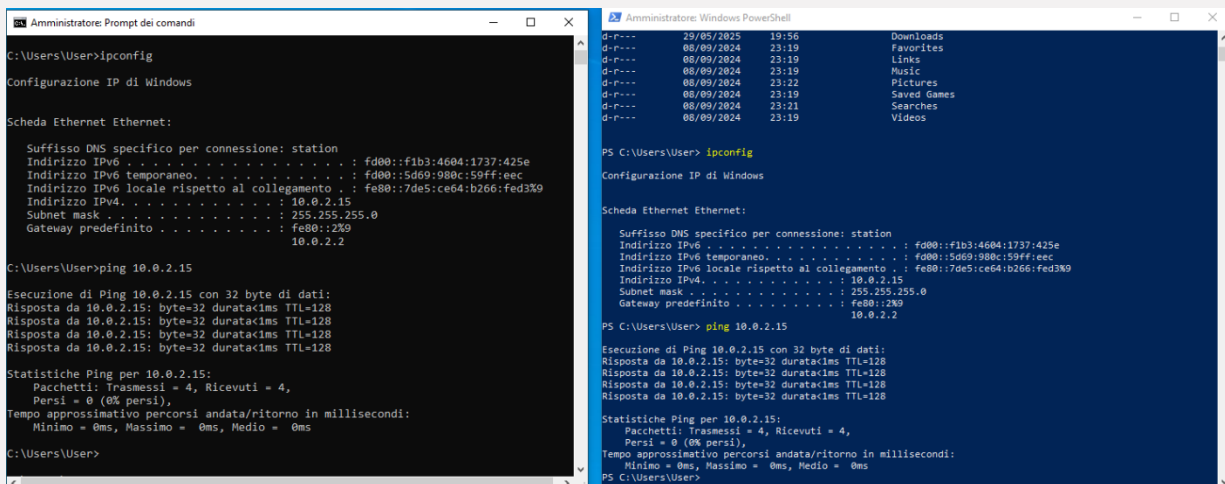 Amministratore: Prompt dei comandi
C:\Users\User>ipconfig
Configurazione IP di Windows
Scheda Ethernet Ethernet:
Suffisso DNS specifico per connessione: station
Indirizzo IPv6 . . . . . . . . . . . . . . . . . : fd00::f1b3:4604:1737:425e
Indirizzo IPv6 temporaneo. . . . . . . . . . . . : fd00::5d69:980c:59ff:eec
Indirizzo IPv6 locale rispetto al collegamento . : fe80::7de5:ce64:b266:fed3%9
Indirizzo IPv4. . . . . . . . . . . . : 10.0.2.15
Subnet mask . . . . . . . . . . . . . : 255.255.255.0
Gateway predefinito . . . . . . . . . : fe80::2%9
10.0.2.2
C:\Users\User>ping 10.0.2.15
Esecuzione di Ping 10.0.2.15 con 32 byte di dati:
Risposta da 10.0.2.15: byte=32 durata<1ms TTL=128
Risposta da 10.0.2.15: byte=32 durata<1ms TTL=128
Risposta da 10.0.2.15: byte=32 durata<1ms TTL=128
Risposta da 10.0.2.15: byte=32 durata<1ms TTL=128
Statistiche Ping per 10.0.2.15:
Pacchetti: Trasmessi = 4, Ricevuti = 4,
Persi = 0 (0% persi),
Tempo approssimativo percorsi andata/ritorno in millisecondi:
Minimo = 0ms, Massimo =  0ms, Medio =  0ms
C:\Users\User>
Amministratore: Windows PowerShell
d-r--- 29/05/2025 19:56 Downloads
d-r--- 08/09/2024 23:19 Favorites
d-r--- 08/09/2024 23:19 Links
d-r--- 08/09/2024 23:19 Music
d-r--- 08/09/2024 23:22 Pictures
d-r--- 08/09/2024 23:19 Saved Games
d-r--- 08/09/2024 23:21 Searches
d-r--- 08/09/2024 23:19 Videos
PS C:\Users\User> ipconfig
Configurazione IP di Windows
Scheda Ethernet Ethernet:
Suffisso DNS specifico per connessione: station
Indirizzo IPv6 . . . . . . . . . . . . . . . . . : fd00::f1b3:4604:1737:425e
Indirizzo IPv6 temporaneo. . . . . . . . . . . . : fd00::5d69:980c:59ff:eec
Indirizzo IPv6 locale rispetto al collegamento . : fe80::7de5:ce64:b266:fed3%9
Indirizzo IPv4. . . . . . . . . . . . : 10.0.2.15
Subnet mask . . . . . . . . . . . . . : 255.255.255.0
Gateway predefinito . . . . . . . . . : fe80::2%9
10.0.2.2
PS C:\Users\User> ping 10.0.2.15
Esecuzione di Ping 10.0.2.15 con 32 byte di dati:
Risposta da 10.0.2.15: byte=32 durata<1ms TTL=128
Risposta da 10.0.2.15: byte=32 durata<1ms TTL=128
Risposta da 10.0.2.15: byte=32 durata<1ms TTL=128
Risposta da 10.0.2.15: byte=32 durata<1ms TTL=128
Statistiche Ping per 10.0.2.15:
Pacchetti: Trasmessi = 4, Ricevuti = 4,
Persi = 0 (0% persi),
Tempo approssimativo percorsi andata/ritorno in millisecondi:
Minimo = 0ms, Massimo =  0ms, Medio =  0ms
PS C:\Users\User>